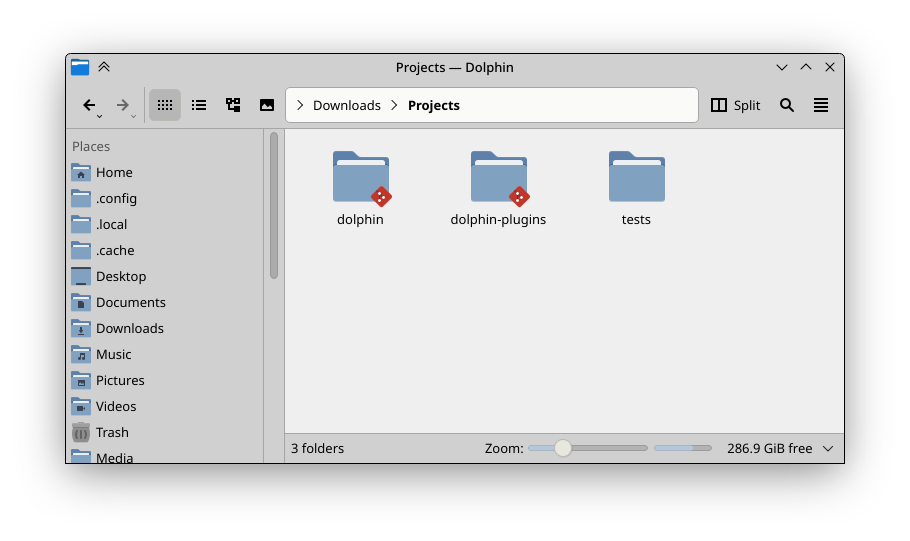 Projects — Dolphin
Downloads Projects
Split
Places
Home
.config
.local
.cache
Desktop
Documents
Downloads
Music
Pictures
Videos
Trash
Media
dolphin
dolphin-plugins
tests
3 folders
Zoom:
286.9 GiB free